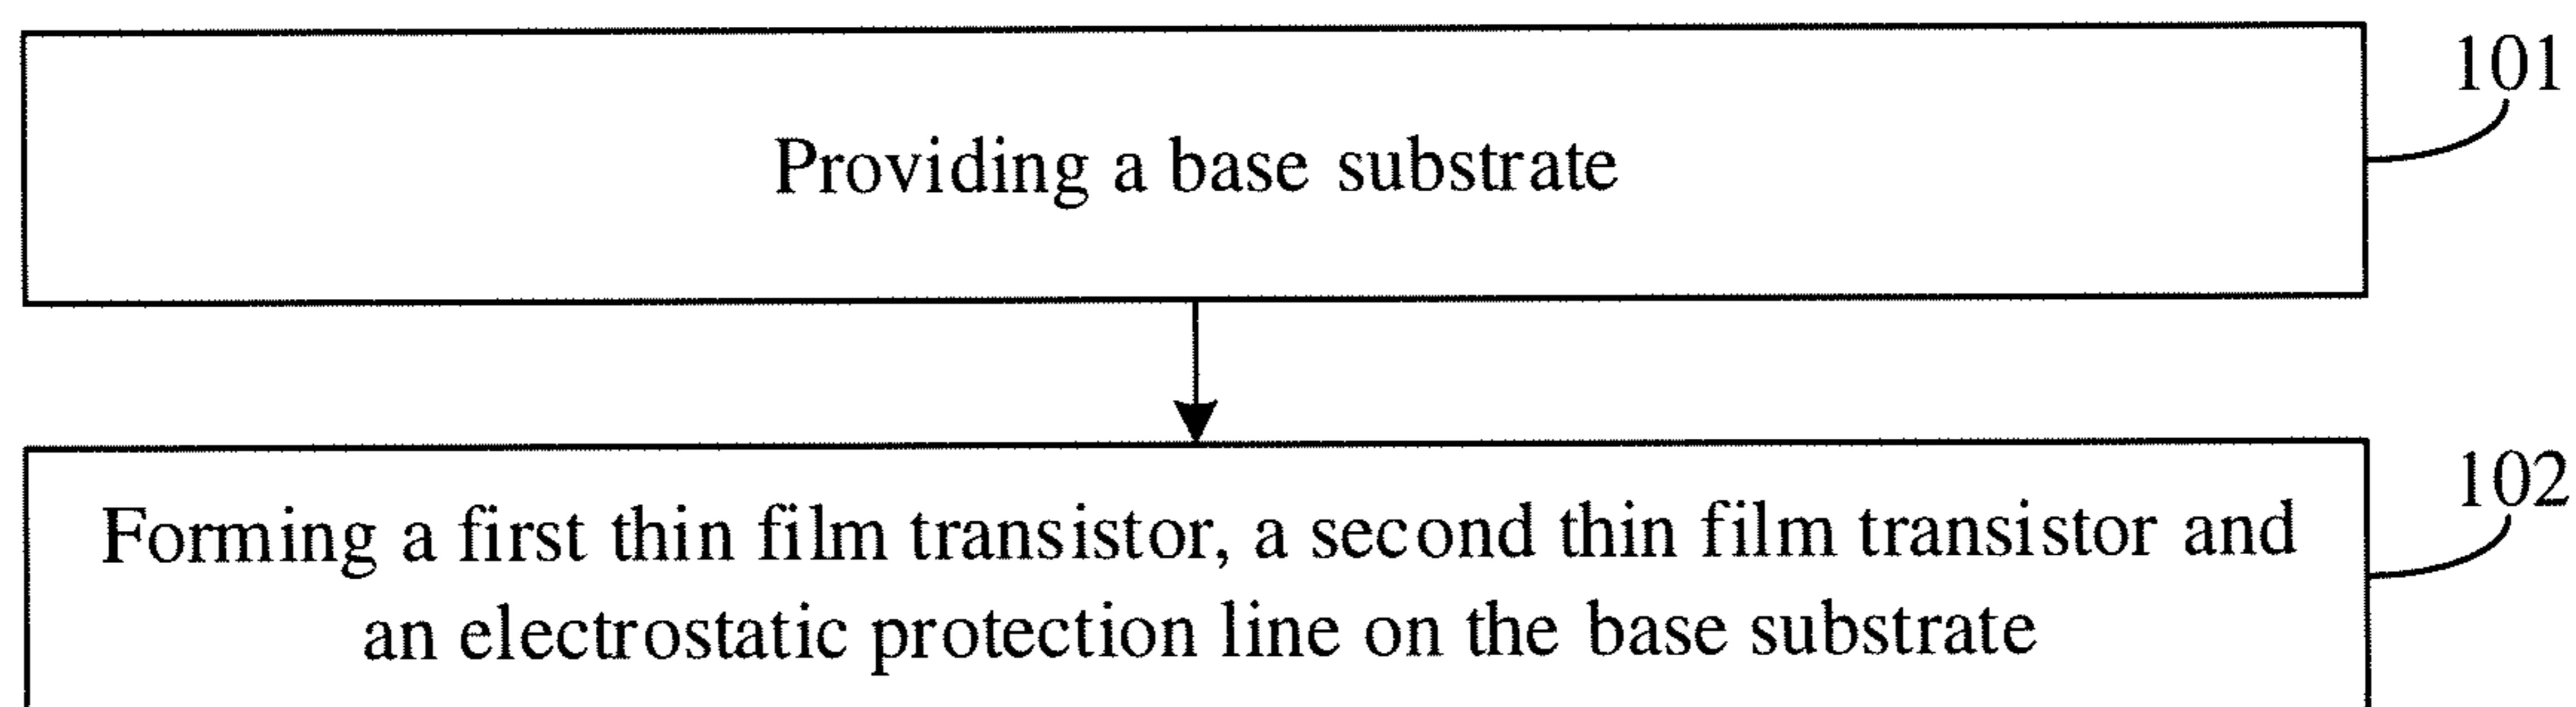 101
Providing a base substrate
102
Forming a first thin film transistor, a second thin film transistor and
an electrostatic protection line on the base substrate